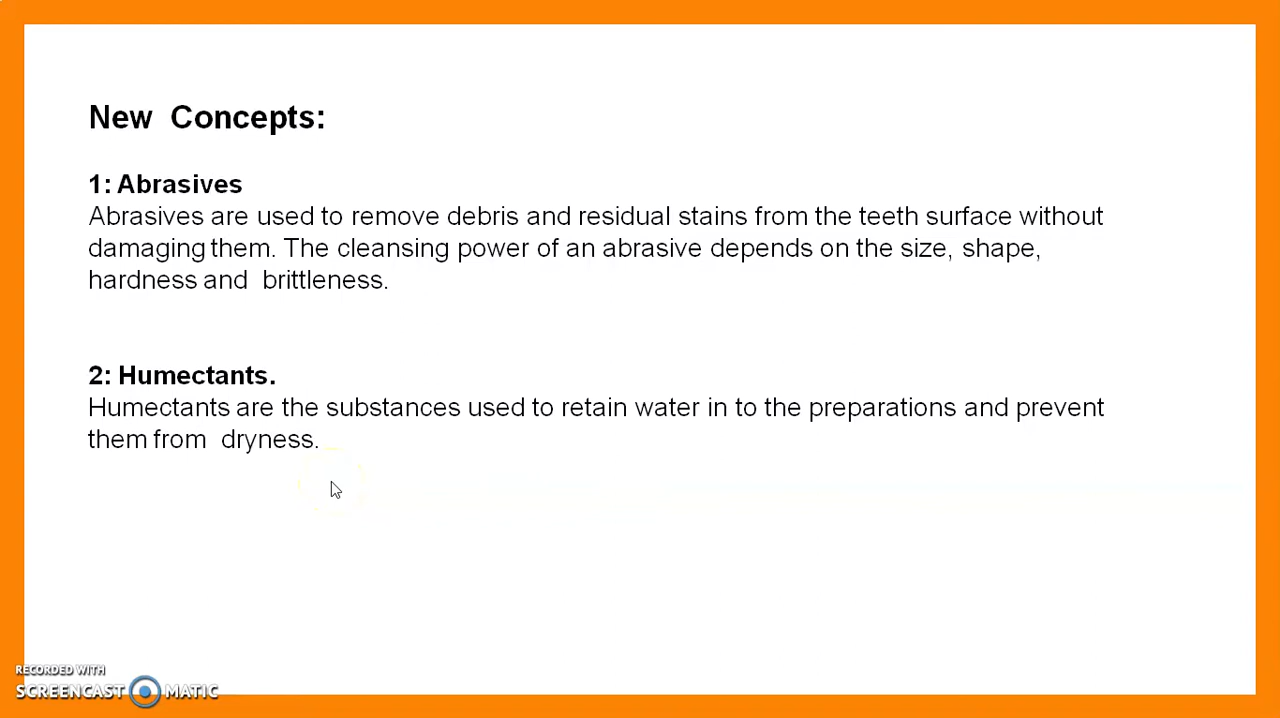 New Concepts:
1: Abrasives
Abrasives are used to remove debris and residual stains from the teeth surface without
damaging them. The cleansing power of an abrasive depends on the size, shape,
hardness and brittleness.
2: Humectants.
Humectants are the substances used to retain water in to the preparations and prevent
them from dryness.
RECORDED WITH
SCREENCAST MATIC